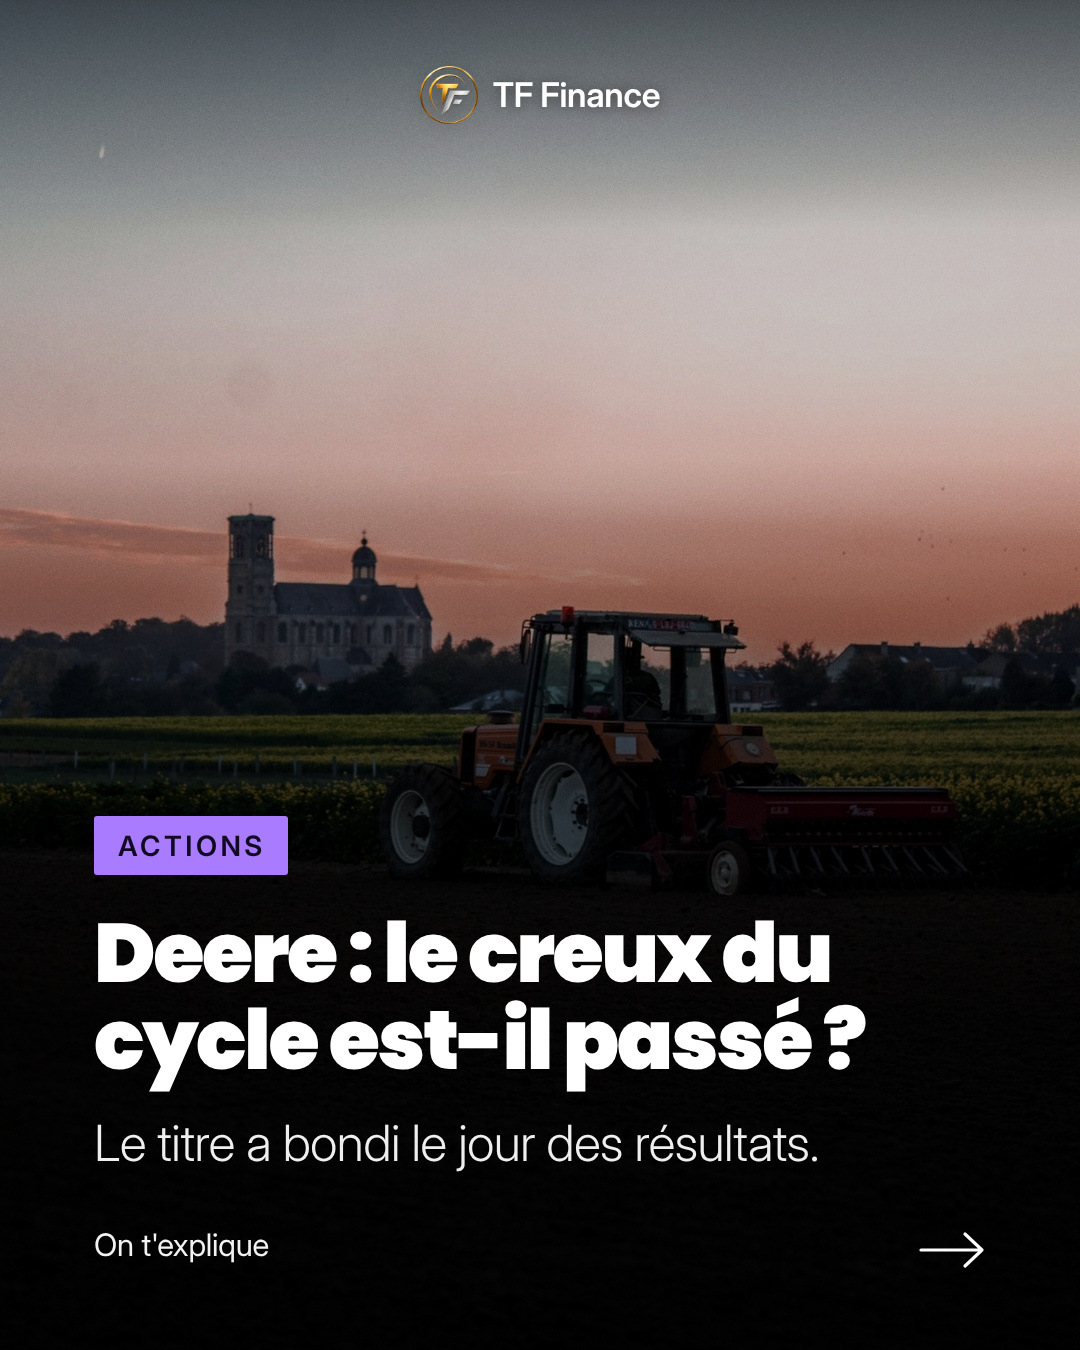 TF Finance
ACTIONS
Deere : le creux du
cycle est-il passé ?
Le titre a bondi le jour des résultats.
On t'explique